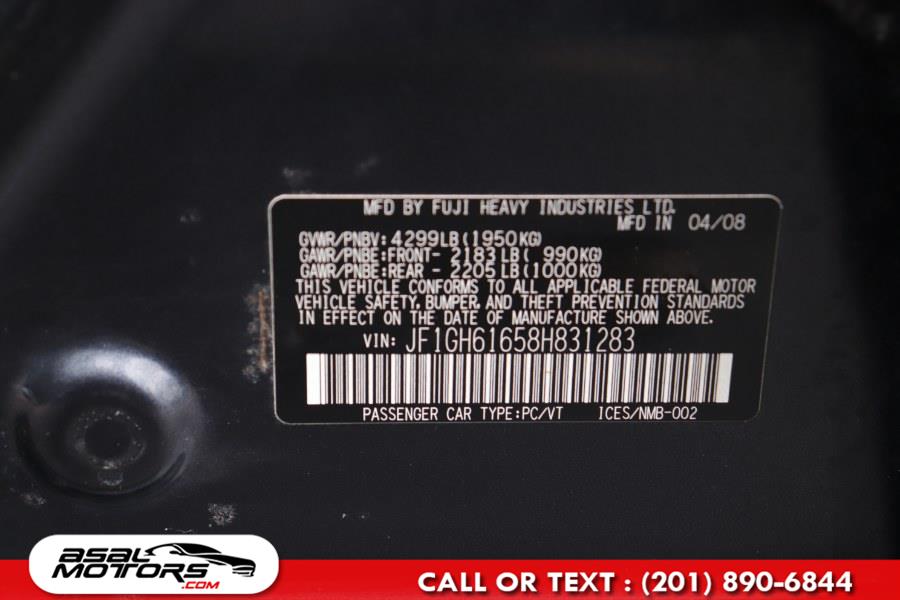 MFD BY FUJI HEAVY INDUSTRIES LTD.
MFD IN 04/08
GVWR/PNBV: 4299LB(1950KG)
GAWR/PNBE:FRONT- 2183LB( 990KG)
GAWR/PNBE:REAR - 2205LB(1000KG)
THIS VEHICLE CONFORMS TO ALL APPLICABLE FEDERAL MOTOR
VEHICLE SAFETY, BUMPER, AND THEFT PREVENTION STANDARDS
IN EFFECT ON THE DATE OF MANUFACTURE SHOWN ABOVE.
VIN: JF1GH61658H831283
PASSENGER CAR TYPE:PC/VT ICES/NMB-002
ASAL
MOTORS
.COM
CALL OR TEXT : (201) 890-6844